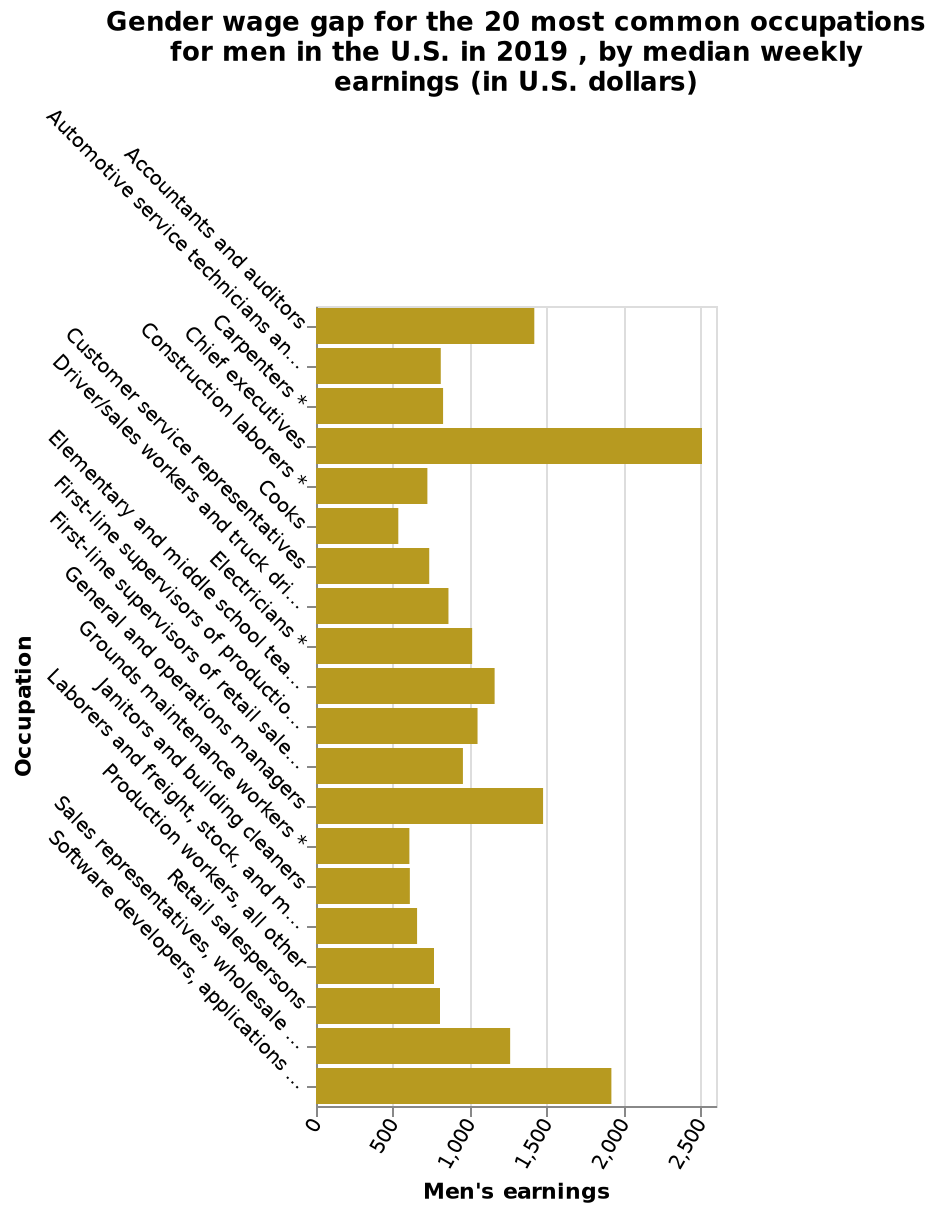 Gender wage gap for the 20 most common occupations
for men in the U.S. in 2019 , by median weekly
earnings (in U.S. dollars)
Occupation
Accountants and auditors
Automotive service technicians an…
Carpenters *
Chief executives
Construction laborers *
Cooks
Customer service representatives
Driver/sales workers and truck dri…
Electricians *
Elementary and middle school tea…
First-line supervisors of productio…
First-line supervisors of retail sale…
General and operations managers
Grounds maintenance workers *
Janitors and building cleaners
Laborers and freight, stock, and m…
Production workers, all other
Retail salespersons
Sales representatives, wholesale …
Software developers, applications …
0
500
1,000
1,500
2,000
2,500
Men's earnings